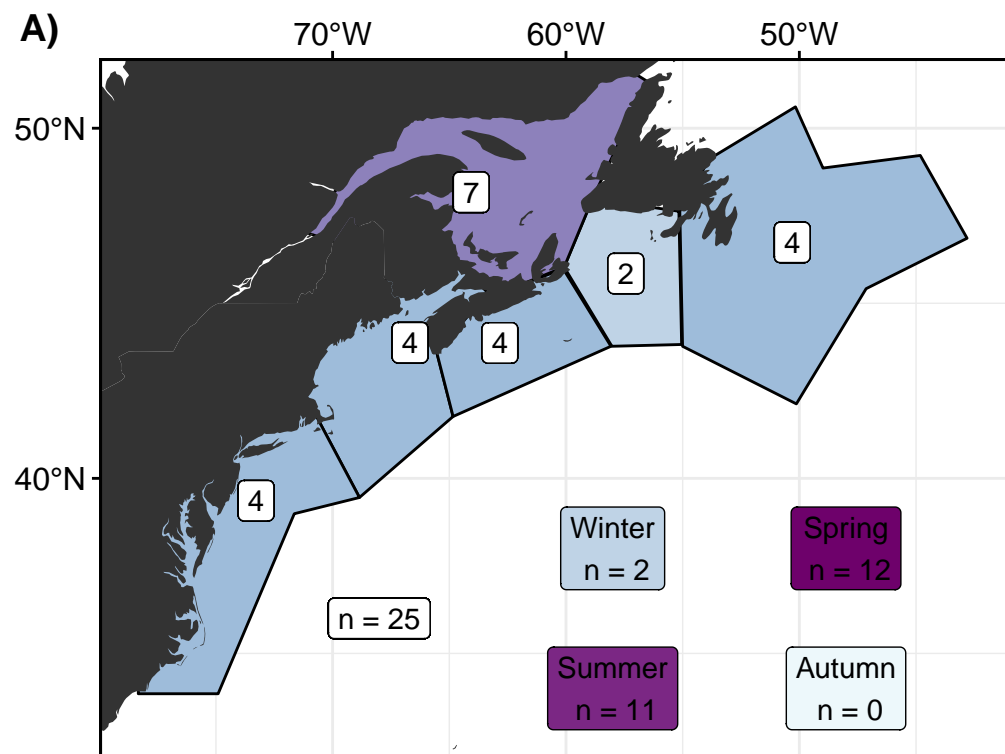 A)
70°W 60°W 50°W
50°N
7
4
2
4
4
40°N
4
Winter
n = 2
Spring
n = 12
n = 25
Summer
n = 11
Autumn
n = 0